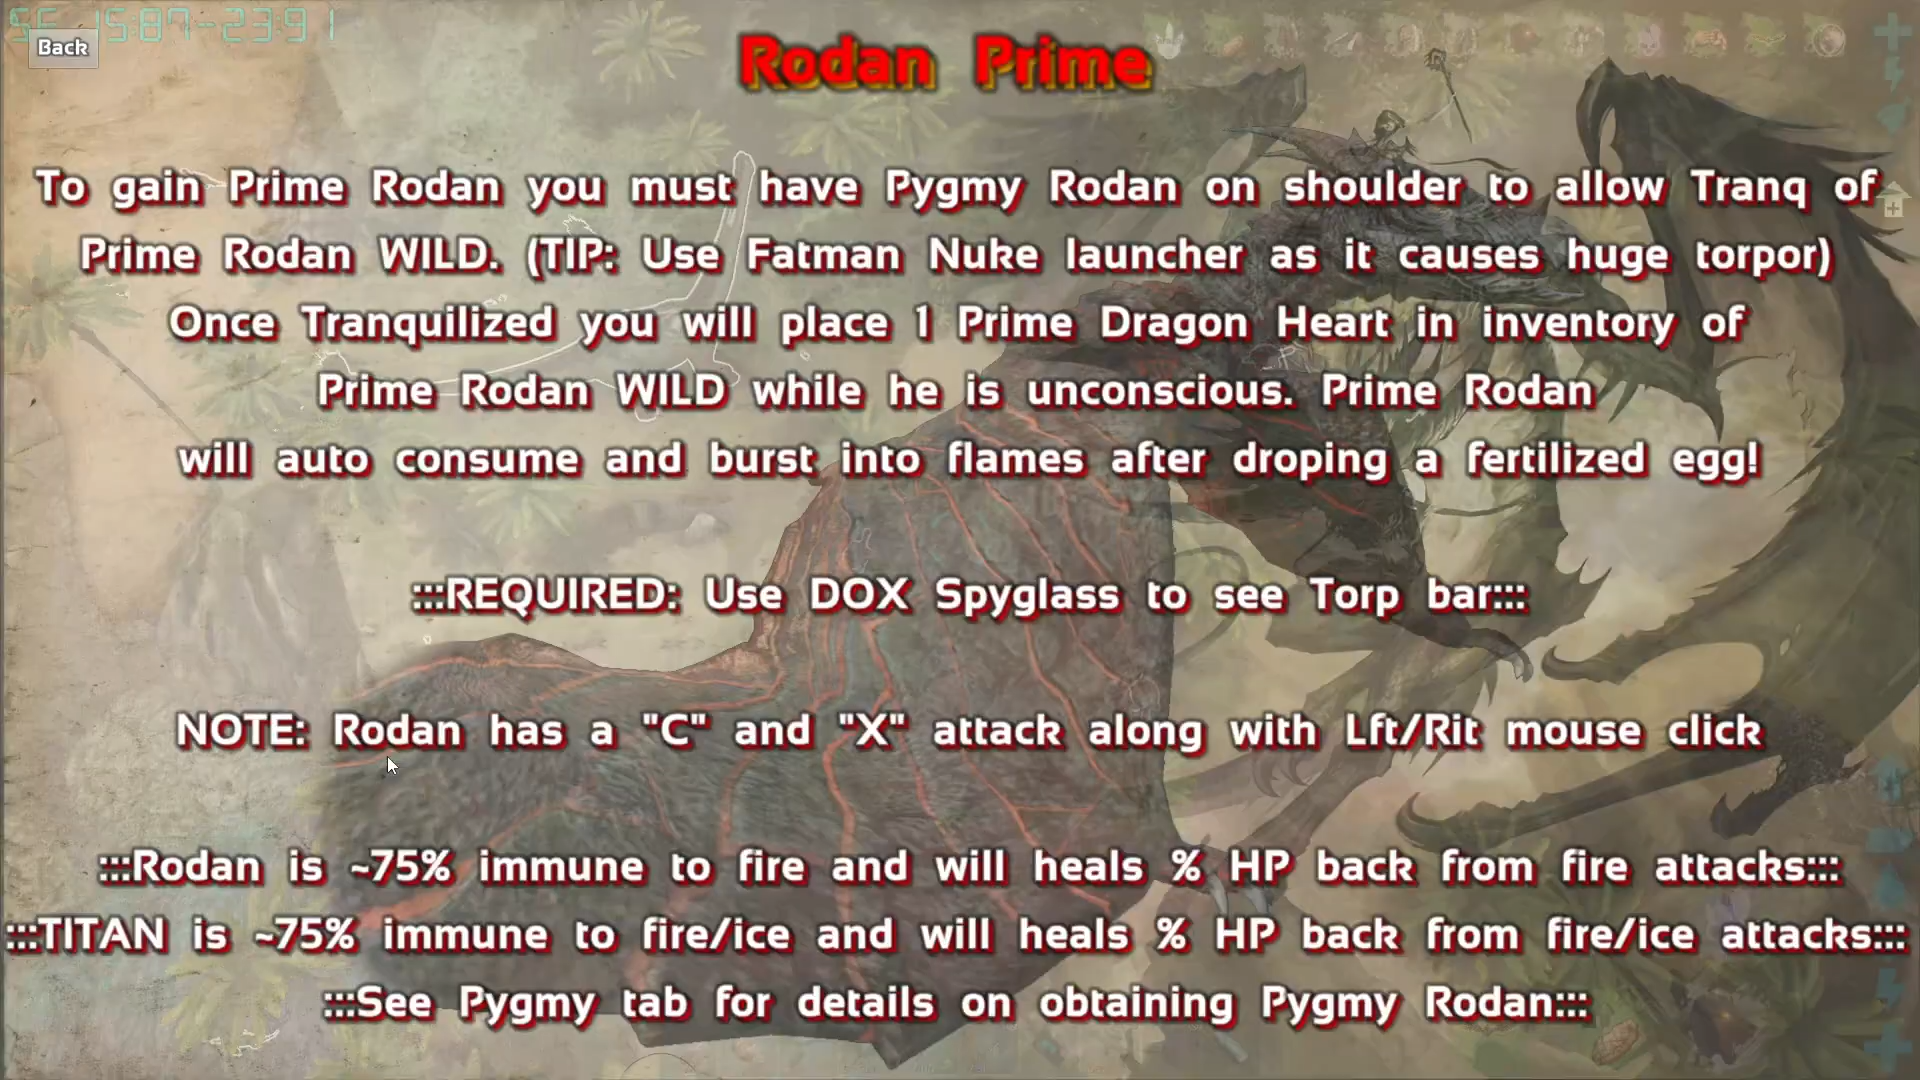 SE 15:87-23:91
Back
Rodan Prime
To gain Prime Rodan you must have Pygmy Rodan on shoulder to allow Tranq of
Prime Rodan WILD. (TIP: Use Fatman Nuke launcher as it causes huge torpor)
Once Tranquilized you will place 1 Prime Dragon Heart in inventory of
Prime Rodan WILD while he is unconscious. Prime Rodan
will auto consume and burst into flames after droping a fertilized egg!
:::REQUIRED: Use DOX Spyglass to see Torp bar:::
NOTE: Rodan has a "C" and "X" attack along with Lft/Rit mouse click
:::Rodan is ~75% immune to fire and will heals % HP back from fire attacks:::
:::TITAN is ~75% immune to fire/ice and will heals % HP back from fire/ice attacks:::
:::See Pygmy tab for details on obtaining Pygmy Rodan:::